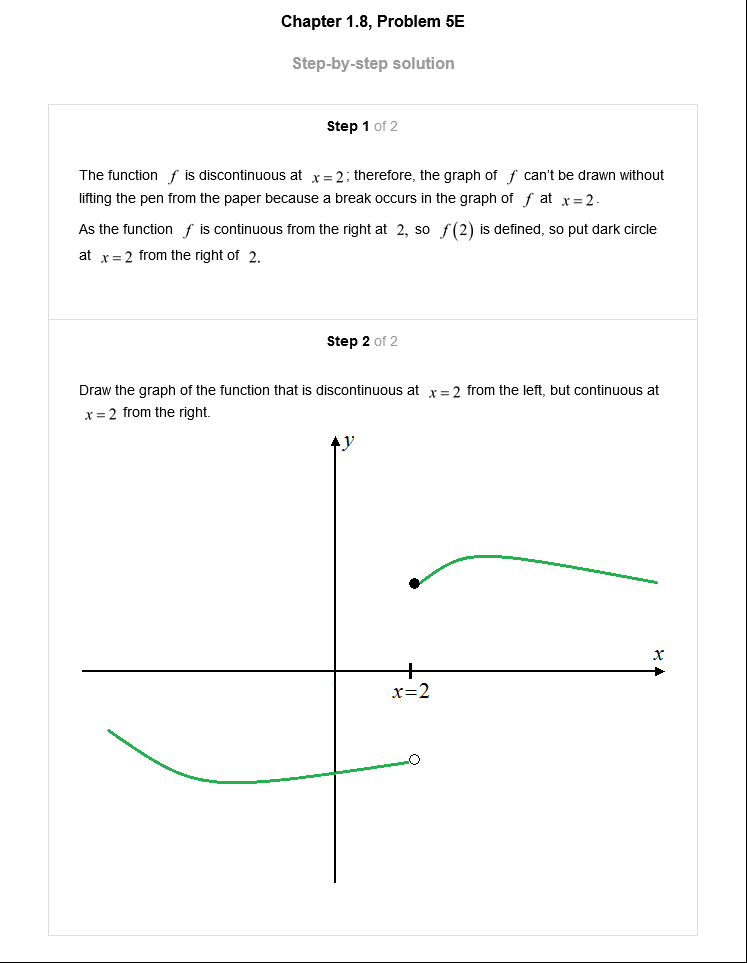 Chapter 1.8, Problem 5E
Step-by-step solution
Step 1 of 2
The function f is discontinuous at x = 2; therefore, the graph of f can't be drawn without
lifting the pen from the paper because a break occurs in the graph of f at x = 2.
As the function f is continuous from the right at 2, so f(2) is defined, so put dark circle
at x = 2 from the right of 2.
Step 2 of 2
Draw the graph of the function that is discontinuous at x = 2 from the left, but continuous at
x = 2 from the right.
y
x
x=2